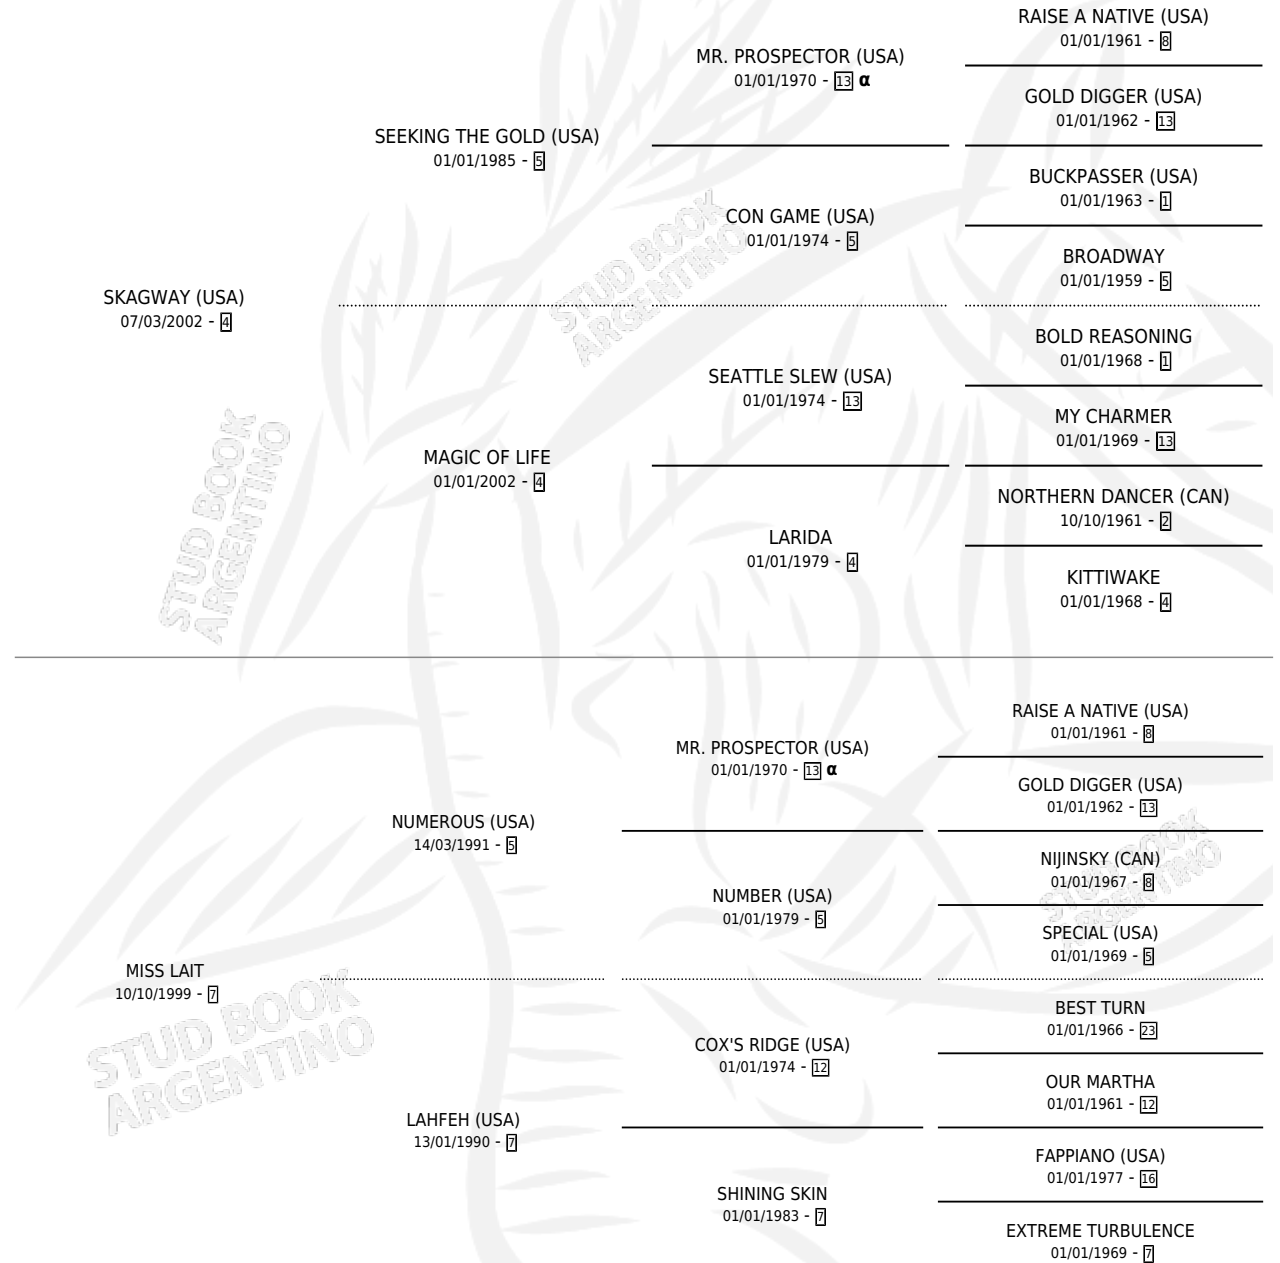 RAISE A NATIVE (USA)
01/01/1961 - 8
MR. PROSPECTOR (USA)
01/01/1970 - 13 α
GOLD DIGGER (USA)
01/01/1962 - 13
SEEKING THE GOLD (USA)
01/01/1985 - 5
BUCKPASSER (USA)
01/01/1963 - 1
CON GAME (USA)
01/01/1974 - 5
BROADWAY
01/01/1959 - 5
STUD BOOK
ARGENTINO
SKAGWAY (USA)
07/03/2002 - 4
BOLD REASONING
01/01/1968 - 1
SEATTLE SLEW (USA)
01/01/1974 - 13
MY CHARMER
01/01/1969 - 13
MAGIC OF LIFE
01/01/2002 - 4
NORTHERN DANCER (CAN)
10/10/1961 - 2
LARIDA
01/01/1979 - 4
KITTIWAKE
01/01/1968 - 4
STUD BOOK
ARGENTINO
RAISE A NATIVE (USA)
01/01/1961 - 8
MR. PROSPECTOR (USA)
01/01/1970 - 13 α
GOLD DIGGER (USA)
01/01/1962 - 13
NUMEROUS (USA)
14/03/1991 - 5
NIJINSKY (CAN)
01/01/1967 - 8
NUMBER (USA)
01/01/1979 - 5
SPECIAL (USA)
01/01/1969 - 5
STUD BOOK
ARGENTINO
MISS LAIT
10/10/1999 - 7
BEST TURN
01/01/1966 - 23
COX'S RIDGE (USA)
01/01/1974 - 12
OUR MARTHA
01/01/1961 - 12
LAHFEH (USA)
13/01/1990 - 7
FAPPIANO (USA)
01/01/1977 - 16
SHINING SKIN
01/01/1983 - 7
EXTREME TURBULENCE
01/01/1969 - 7
STUD BOOK
ARGENTINO